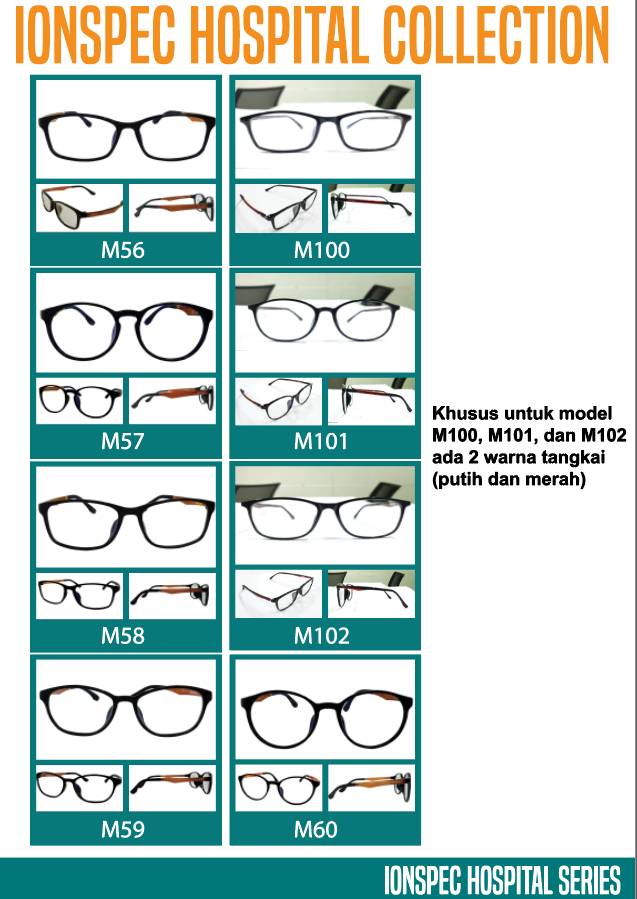 IONSPEC HOSPITAL COLLECTION
M56
M100
M57
M101
M58
M102
M59
M60
Khusus untuk model
M100, M101, dan M102
ada 2 warna tangkai
(putih dan merah)
IONSPEC HOSPITAL SERIES